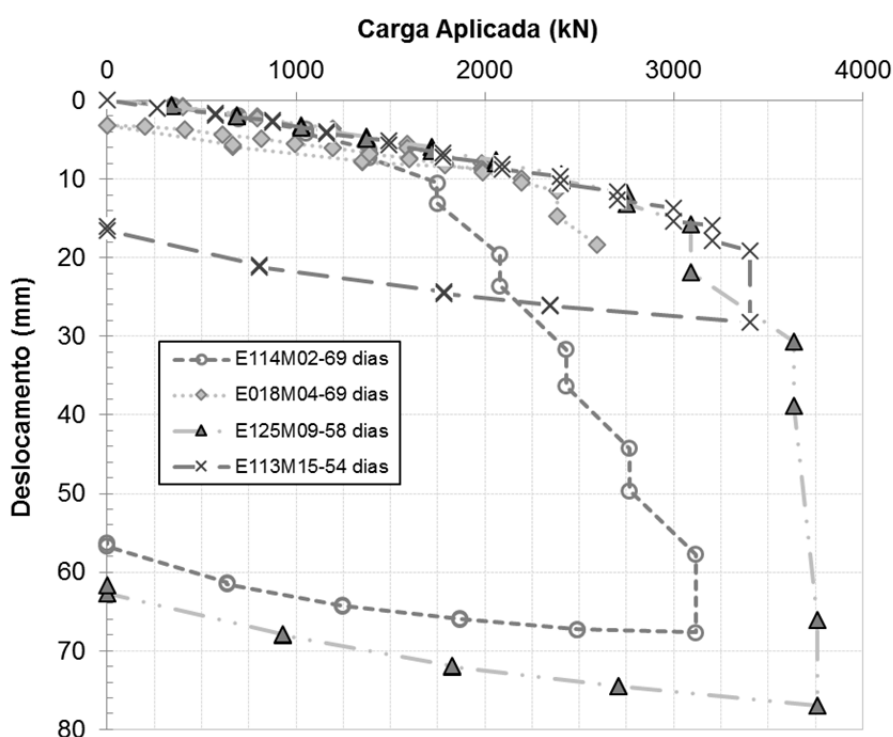 Carga Aplicada (kN)
0 1000 2000 3000 4000
0
10
20
30
40
50
60
70
80
Deslocamento (mm)
E114M02-69 dias
E018M04-69 dias
E125M09-58 dias
E113M15-54 dias